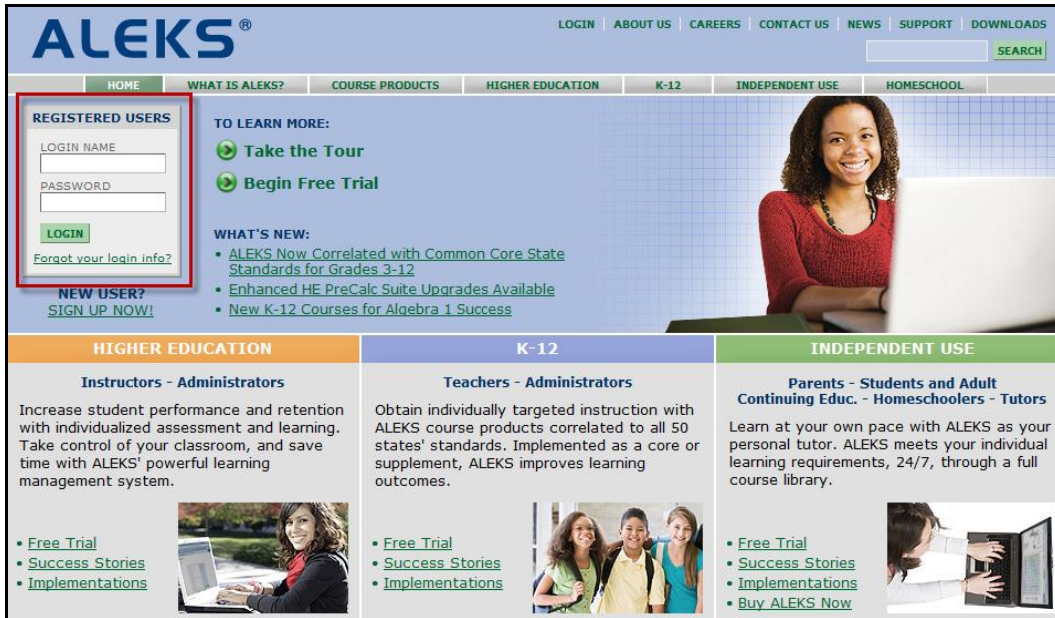 ALEKS®
LOGIN | ABOUT US | CAREERS | CONTACT US | NEWS | SUPPORT | DOWNLOADS
SEARCH
HOME
WHAT IS ALEKS?
COURSE PRODUCTS
HIGHER EDUCATION
K-12
INDEPENDENT USE
HOMESCHOOL
REGISTERED USERS
LOGIN NAME
PASSWORD
LOGIN
Forgot your login info?
NEW USER?
SIGN UP NOW!
TO LEARN MORE:
Take the Tour
Begin Free Trial
WHAT'S NEW:
• ALEKS Now Correlated with Common Core State
Standards for Grades 3-12
• Enhanced HE PreCalc Suite Upgrades Available
• New K-12 Courses for Algebra 1 Success
HIGHER EDUCATION
Instructors - Administrators
Increase student performance and retention
with individualized assessment and learning.
Take control of your classroom, and save
time with ALEKS' powerful learning
management system.
• Free Trial
• Success Stories
• Implementations
K-12
Teachers - Administrators
Obtain individually targeted instruction with
ALEKS course products correlated to all 50
states' standards. Implemented as a core or
supplement, ALEKS improves learning
outcomes.
• Free Trial
• Success Stories
• Implementations
INDEPENDENT USE
Parents - Students and Adult
Continuing Educ. - Homeschoolers - Tutors
Learn at your own pace with ALEKS as your
personal tutor. ALEKS meets your individual
learning requirements, 24/7, through a full
course library.
• Free Trial
• Success Stories
• Implementations
• Buy ALEKS Now